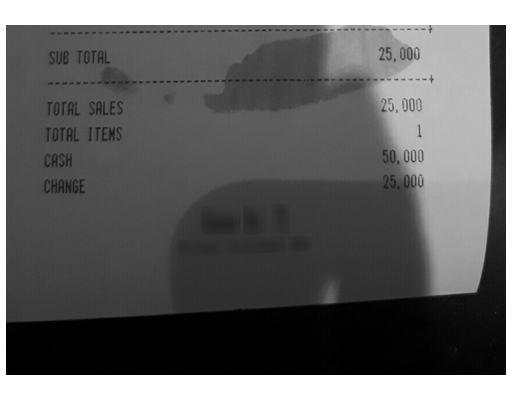 SUB TOTAL 25,000
TOTAL SALES 25,000
TOTAL ITEMS 1
CASH 50,000
CHANGE 25,000